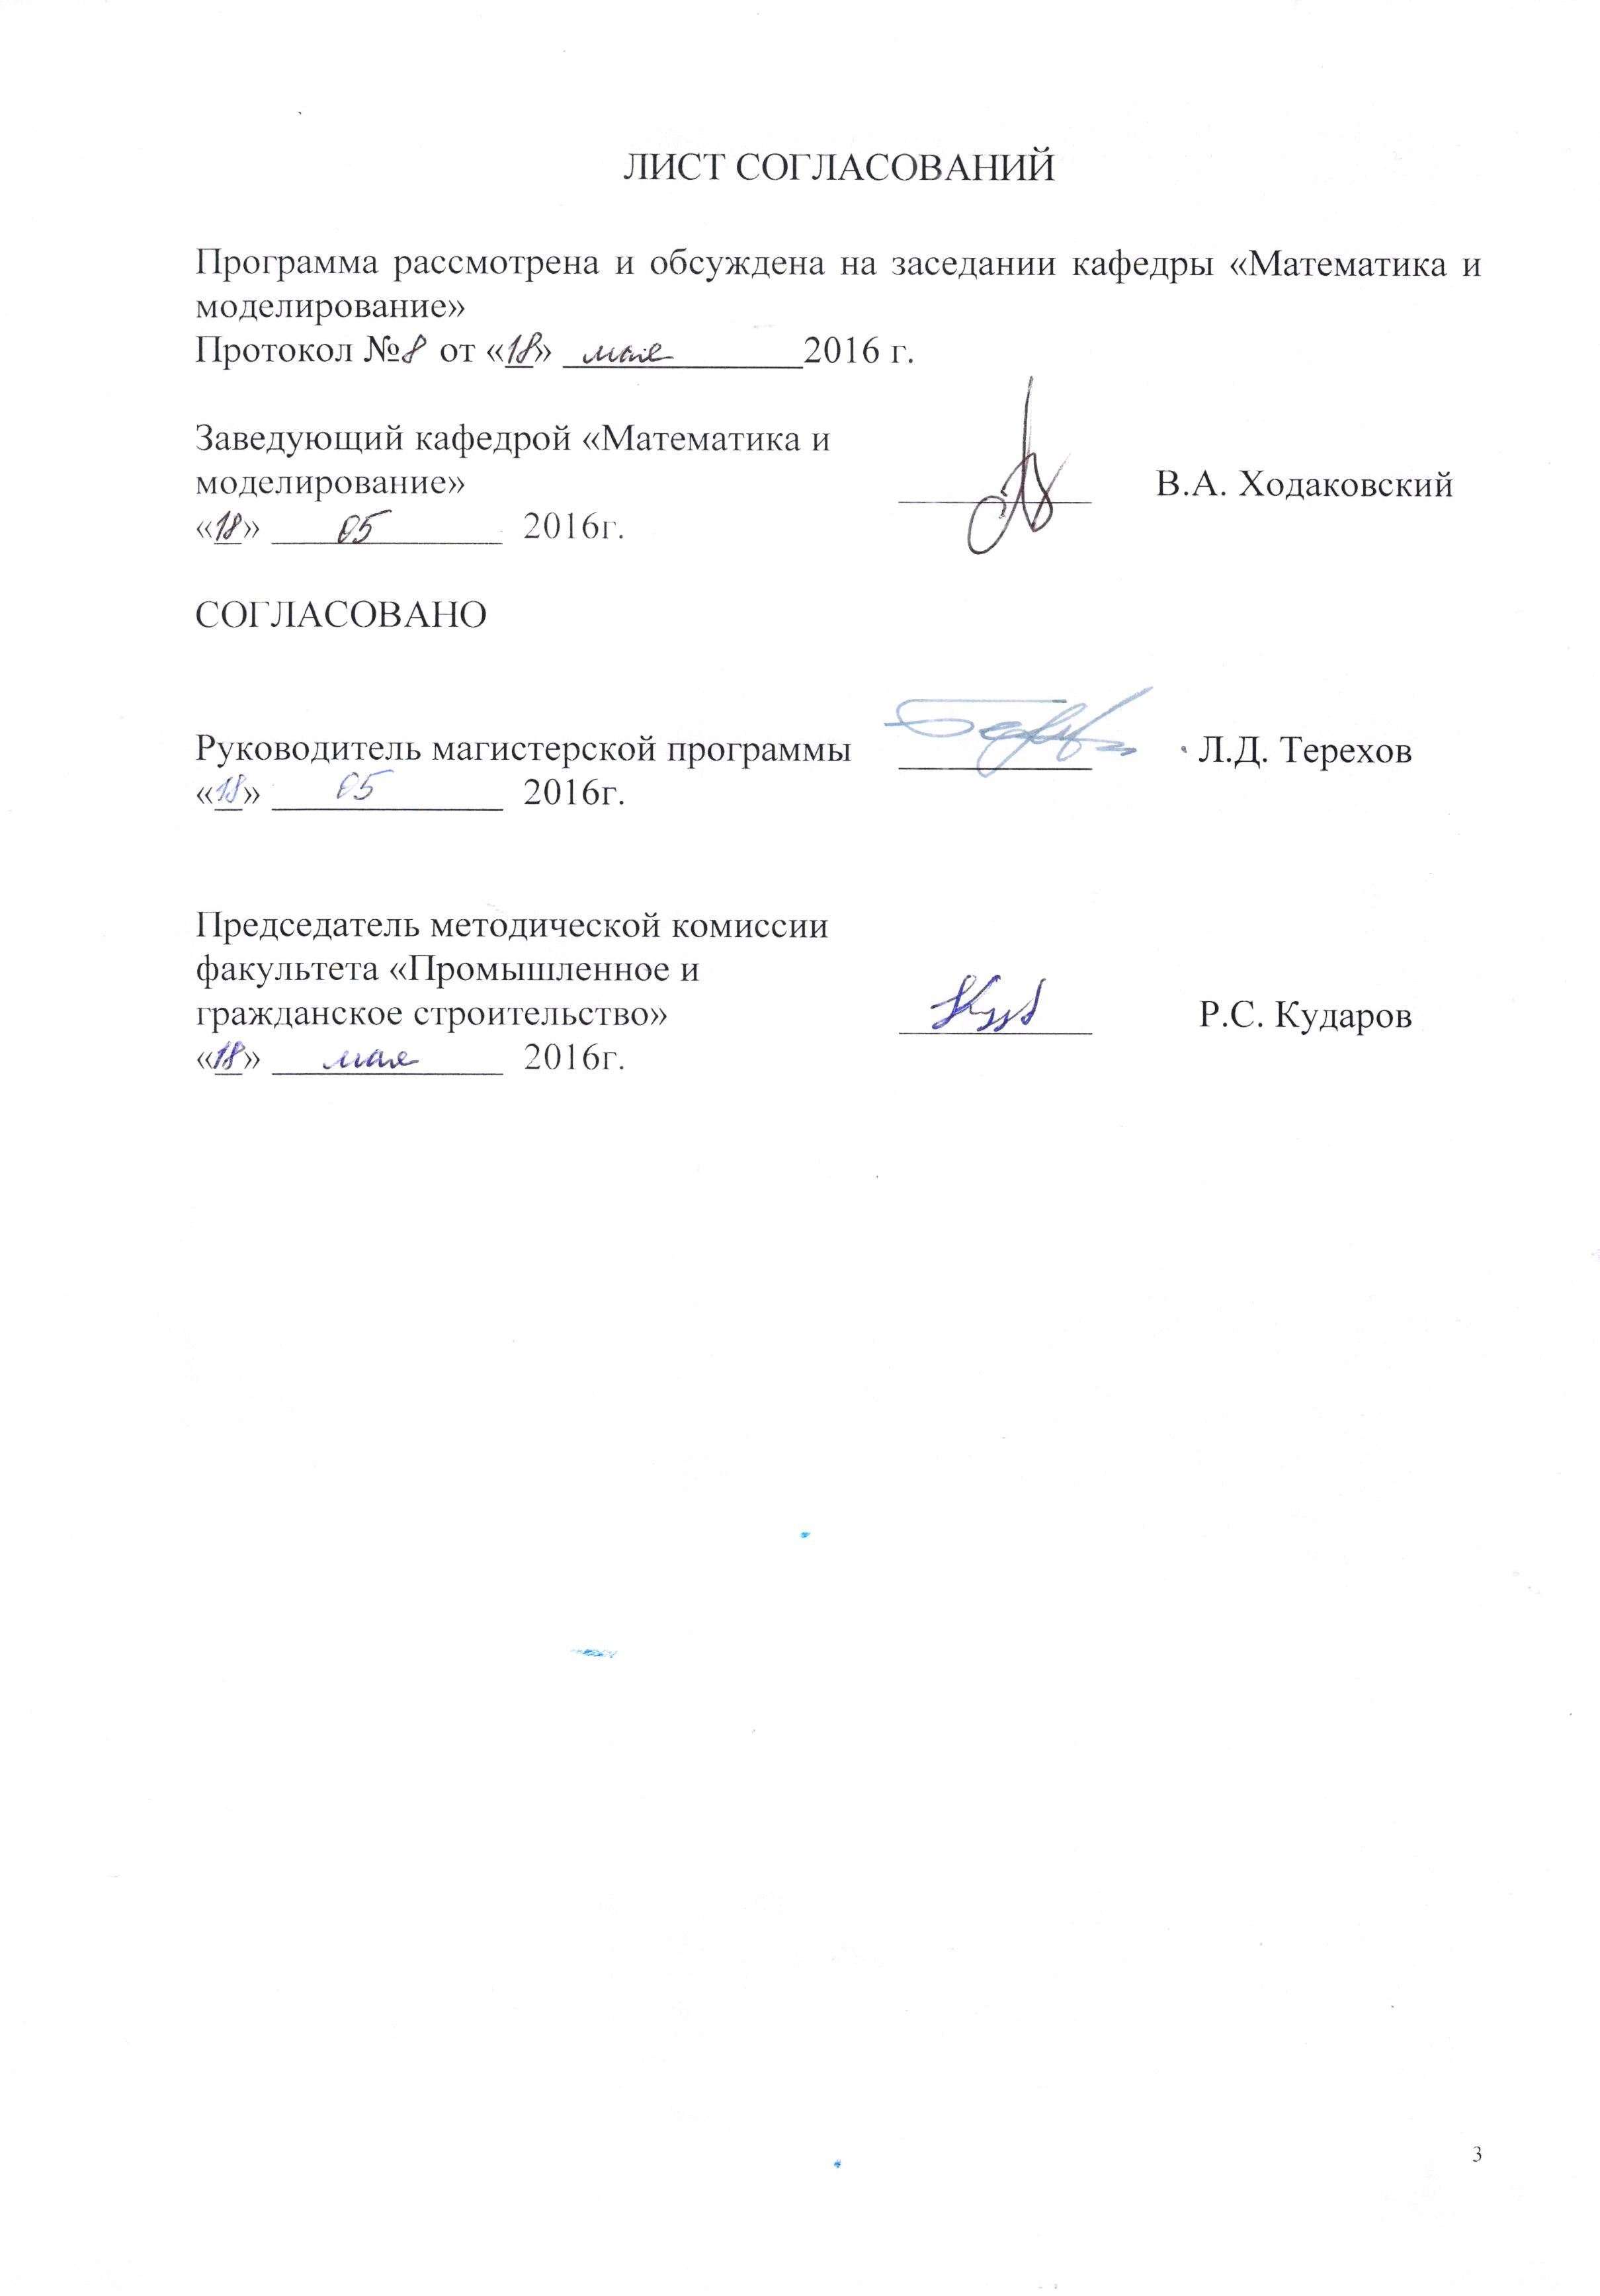 ЛИСТ СОГЛАСОВАНИЙ
Программа рассмотрена и обсуждена на заседании кафедры «Математика и
моделирование»
Протокол №8 от «18» мая 2016 г.
Заведующий кафедрой «Математика и
моделирование» В.А. Ходаковский
«18» 05 2016г.
СОГЛАСОВАНО
Руководитель магистерской программы Л.Д. Терехов
«18» 05 2016г.
Председатель методической комиссии
факультета «Промышленное и
гражданское строительство» Р.С. Кударов
«18» мая 2016г.
3